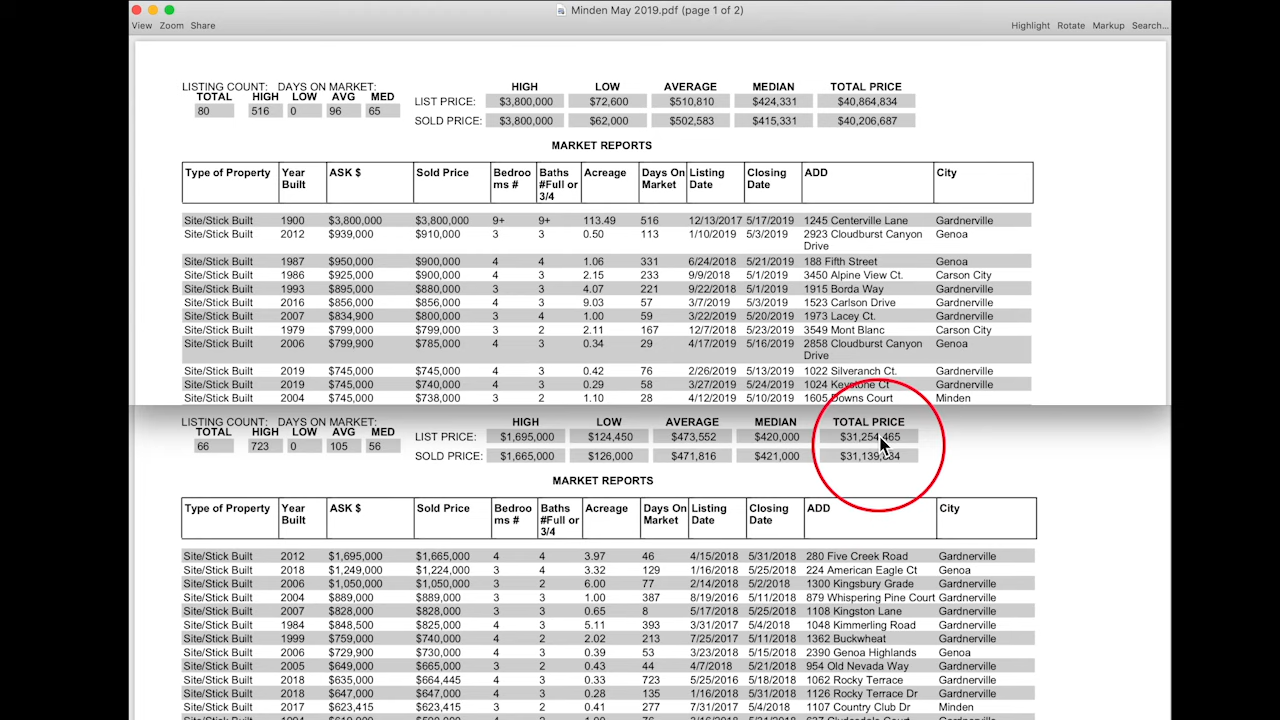 Minden May 2019.pdf (page 1 of 2)
View Zoom Share Highlight Rotate Markup Search...
LISTING COUNT: DAYS ON MARKET: HIGH LOW AVERAGE MEDIAN TOTAL PRICE
TOTAL HIGH LOW AVG MED
LIST PRICE: $3,800,000 $72,600 $510,810 $424,331 $40,864,834
80 516 0 96 65
SOLD PRICE: $3,800,000 $62,000 $502,583 $415,331 $40,206,687
MARKET REPORTS
Type of Property Year Built ASK $ Sold Price Bedroo ms # Baths #Full or 3/4 Acreage Days On Market Listing Date Closing Date ADD City
Site/Stick Built 1900 $3,800,000 $3,800,000 9+ 9+ 113.49 516 12/13/2017 5/17/2019 1245 Centerville Lane Gardnerville
Site/Stick Built 2012 $939,000 $910,000 3 3 0.50 113 1/10/2019 5/3/2019 2923 Cloudburst Canyon Genoa
Drive
Site/Stick Built 1987 $950,000 $900,000 4 4 1.06 331 6/24/2018 5/21/2019 188 Fifth Street Genoa
Site/Stick Built 1986 $925,000 $900,000 4 3 2.15 233 9/9/2018 5/1/2019 3450 Alpine View Ct. Carson City
Site/Stick Built 1993 $895,000 $880,000 3 3 4.07 221 9/22/2018 5/1/2019 1915 Borda Way Gardnerville
Site/Stick Built 2016 $856,000 $856,000 4 3 9.03 57 3/7/2019 5/3/2019 1523 Carlson Drive Gardnerville
Site/Stick Built 2007 $834,900 $800,000 3 4 1.00 59 3/22/2019 5/20/2019 1973 Lacey Ct. Gardnerville
Site/Stick Built 1979 $799,000 $799,000 3 2 2.11 167 12/7/2018 5/23/2019 3549 Mont Blanc Carson City
Site/Stick Built 2006 $799,900 $785,000 4 3 0.34 29 4/17/2019 5/16/2019 2858 Cloudburst Canyon Genoa
Drive
Site/Stick Built 2019 $745,000 $745,000 4 3 0.42 76 2/26/2019 5/13/2019 1022 Silveranch Ct. Gardnerville
Site/Stick Built 2019 $745,000 $740,000 4 3 0.29 58 3/27/2019 5/24/2019 1024 Keystone Ct Gardnerville
Site/Stick Built 2004 $745,000 $738,000 3 2 1.10 28 4/12/2019 5/10/2019 1605 Downs Court Minden
LISTING COUNT: DAYS ON MARKET: HIGH LOW AVERAGE MEDIAN TOTAL PRICE
TOTAL HIGH LOW AVG MED
LIST PRICE: $1,695,000 $124,450 $473,552 $420,000 $31,254,465
66 723 0 105 56
SOLD PRICE: $1,665,000 $126,000 $471,816 $421,000
MARKET REPORTS
Type of Property Year Built ASK $ Sold Price Bedroo ms # Baths #Full or 3/4 Acreage Days On Market Listing Date Closing Date ADD City
Site/Stick Built 2012 $1,695,000 $1,665,000 4 4 3.97 46 4/15/2018 5/31/2018 280 Five Creek Road Gardnerville
Site/Stick Built 2018 $1,249,000 $1,224,000 3 4 3.32 129 1/16/2018 5/25/2018 224 American Eagle Ct Genoa
Site/Stick Built 2006 $1,050,000 $1,050,000 3 2 6.00 77 2/14/2018 5/2/2018 1300 Kingsbury Grade Gardnerville
Site/Stick Built 2004 $889,000 $889,000 3 3 1.00 387 8/19/2016 5/11/2018 879 Whispering Pine Court Gardnerville
Site/Stick Built 2007 $828,000 $828,000 3 3 0.65 8 5/17/2018 5/25/2018 1108 Kingston Lane Gardnerville
Site/Stick Built 1984 $848,500 $825,000 4 3 5.11 393 3/31/2017 5/4/2018 1048 Kimmerling Road Gardnerville
Site/Stick Built 1999 $759,000 $740,000 4 2 2.02 213 7/25/2017 5/11/2018 1362 Buckwheat Gardnerville
Site/Stick Built 2006 $729,900 $730,000 4 3 0.39 53 3/23/2018 5/15/2018 2390 Genoa Highlands Genoa
Site/Stick Built 2005 $649,000 $665,000 3 2 0.43 44 4/7/2018 5/21/2018 954 Old Nevada Way Gardnerville
Site/Stick Built 2018 $635,000 $664,445 4 3 0.33 723 5/25/2016 5/18/2018 1062 Rocky Terrace Gardnerville
Site/Stick Built 2018 $647,000 $647,000 4 3 0.28 135 1/16/2018 5/31/2018 1126 Rocky Terrace Dr Gardnerville
Site/Stick Built 2017 $623,415 $623,415 3 2 0.41 277 7/31/2017 5/4/2018 1107 Country Club Dr Minden